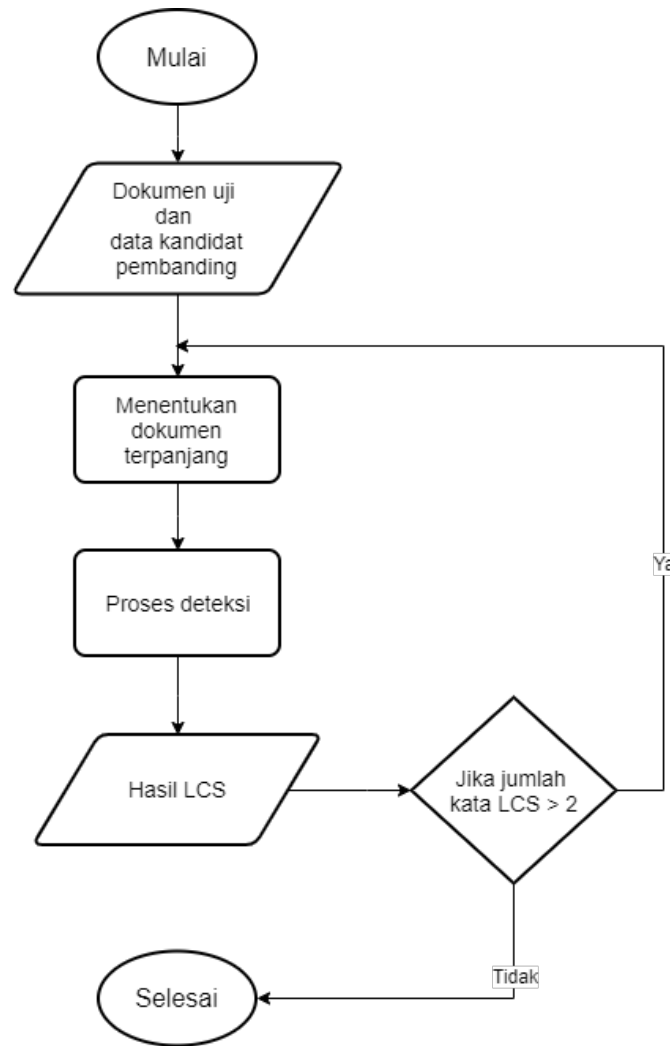 Mulai
Dokumen uji
dan
data kandidat
pembanding
Menentukan
dokumen
terpanjang
Proses deteksi
Hasil LCS
Jika jumlah
kata LCS > 2
Ya
Tidak
Selesai